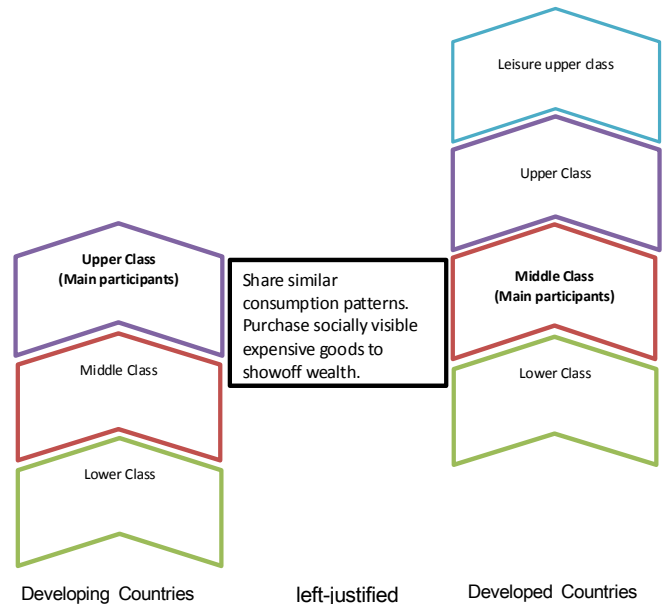 Leisure upper class
Upper Class
Upper Class
(Main participants)
Share similar
consumption patterns.
Purchase socially visible
expensive goods to
showoff wealth.
Middle Class
(Main participants)
Middle Class
Lower Class
Lower Class
Developing Countries
left-justified
Developed Countries